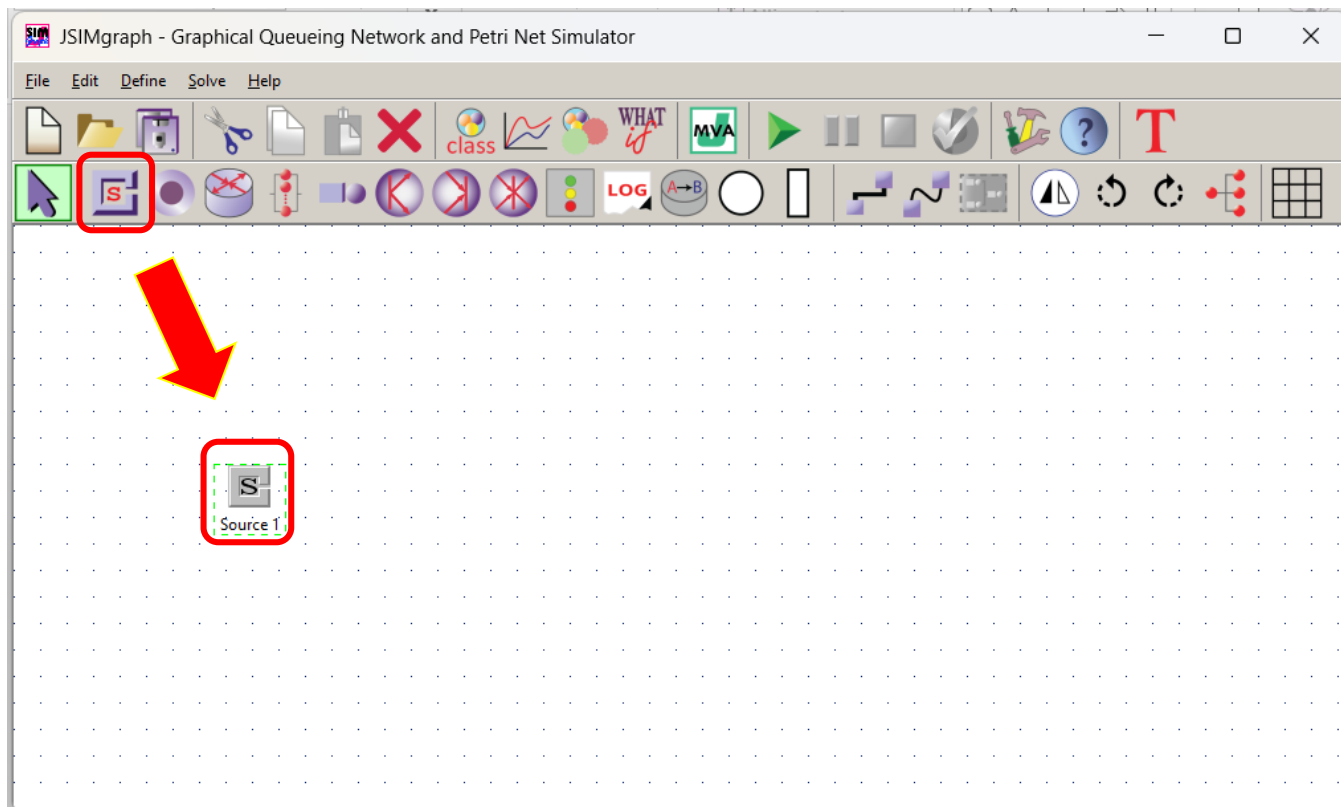 SIM
JSIMgraph - Graphical Queueing Network and Petri Net Simulator
File Edit Define Solve Help
class WHAT if MVA ? T
S LOG A→B
S
Source 1